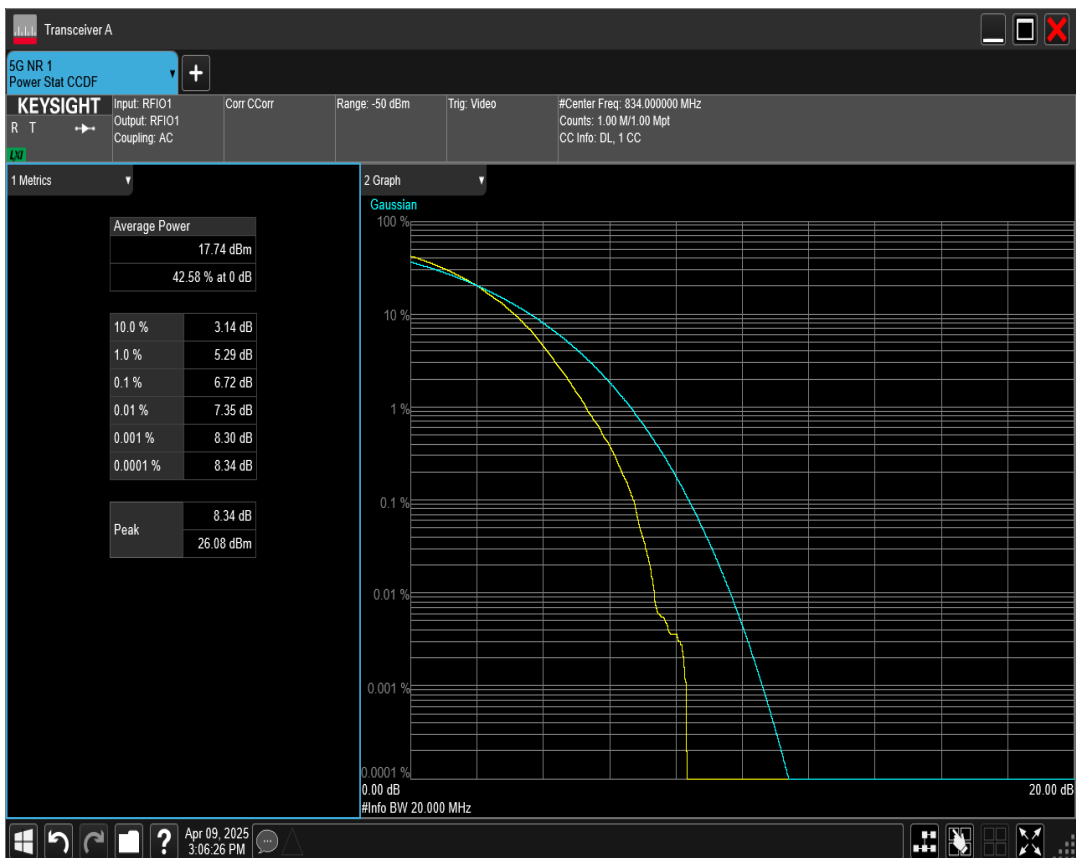 Transceiver A
5G NR 1
Power Stat CCDF
+
KEYSIGHT
R T
LXI
Input: RFIO1
Output: RFIO1
Coupling: AC
Corr CCorr
Range: -50 dBm
Trig: Video
#Center Freq: 834.000000 MHz
Counts: 1.00 M/1.00 Mpt
CC Info: DL, 1 CC
1 Metrics
Average Power
17.74 dBm
42.58 % at 0 dB
10.0 % 3.14 dB
1.0 % 5.29 dB
0.1 % 6.72 dB
0.01 % 7.35 dB
0.001 % 8.30 dB
0.0001 % 8.34 dB
Peak
8.34 dB
26.08 dBm
2 Graph
Gaussian
100 %
10 %
1 %
0.1 %
0.01 %
0.001 %
0.0001 %
0.00 dB 20.00 dB
#Info BW 20.000 MHz
?
Apr 09, 2025
3:06:26 PM